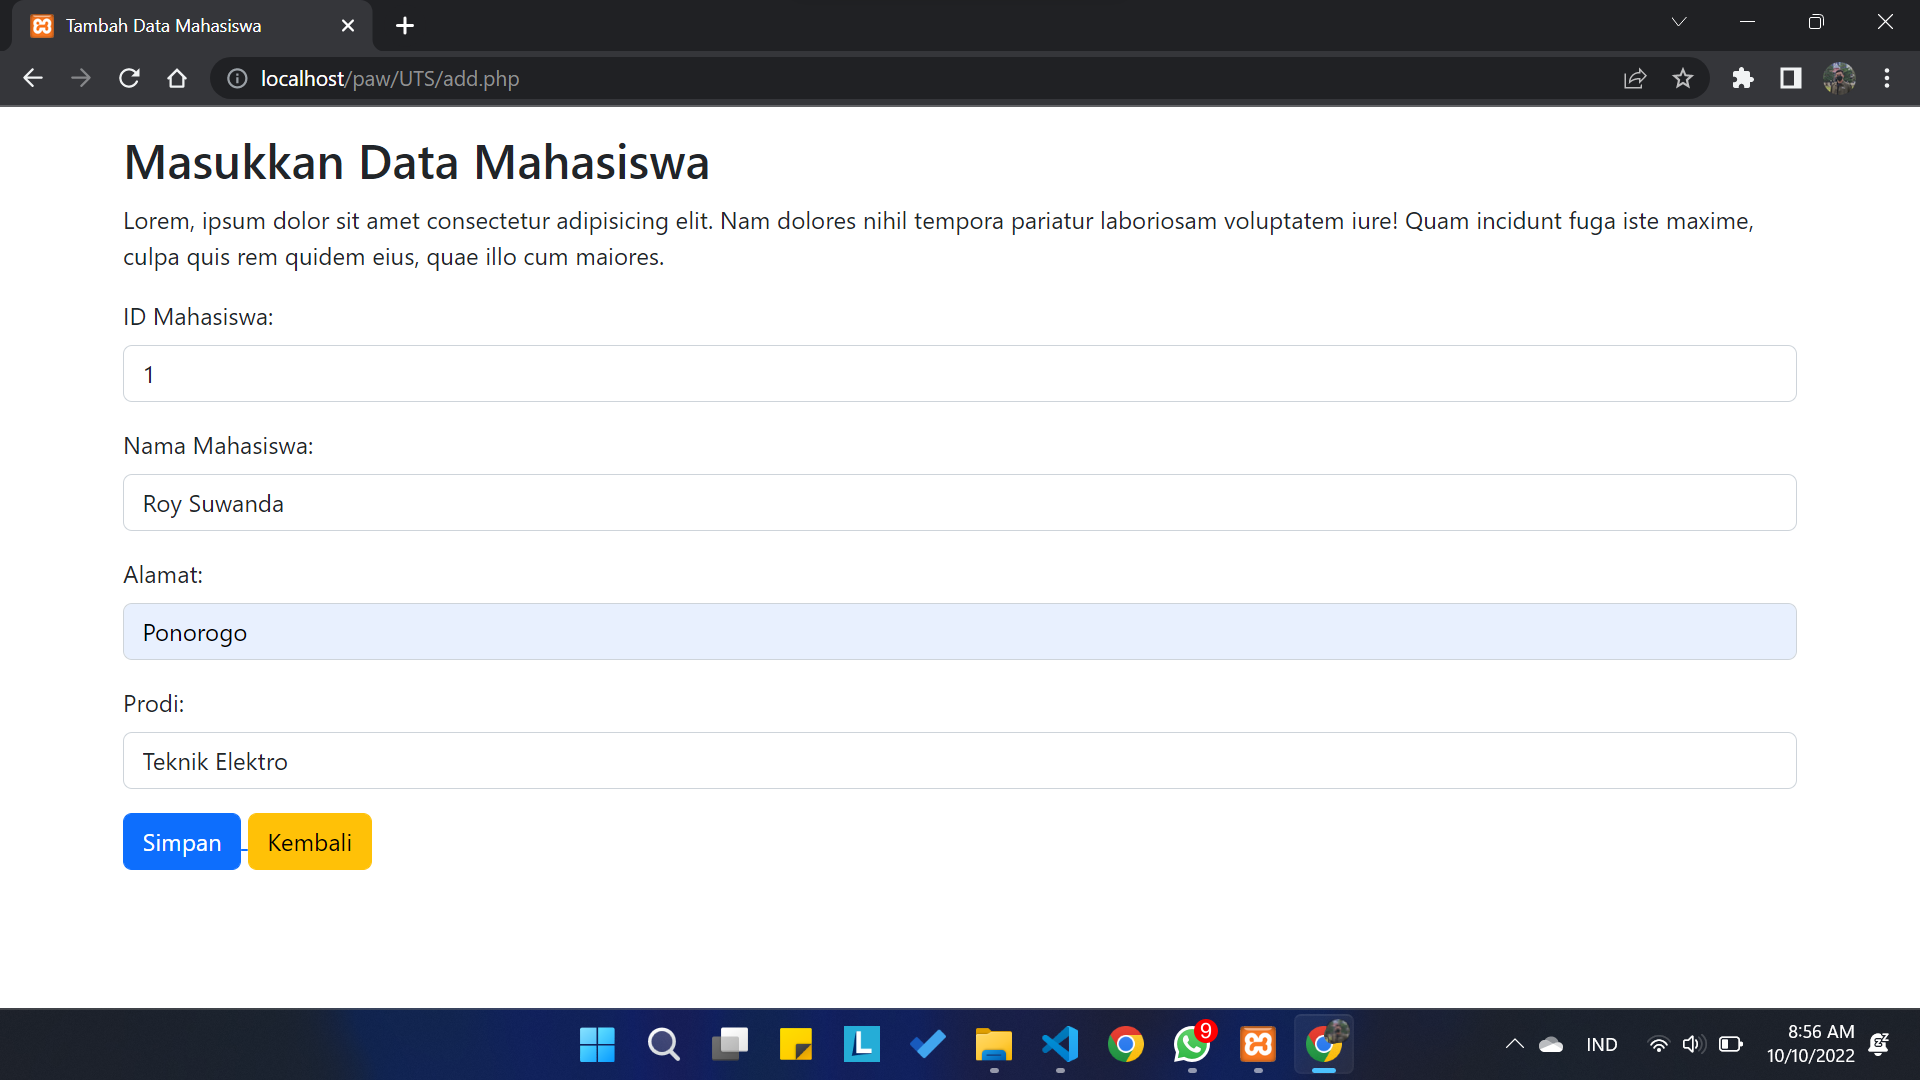 Tambah Data Mahasiswa
localhost/paw/UTS/add.php
Masukkan Data Mahasiswa
Lorem, ipsum dolor sit amet consectetur adipisicing elit. Nam dolores nihil tempora pariatur laboriosam voluptatem iure! Quam incidunt fuga iste maxime,
culpa quis rem quidem eius, quae illo cum maiores.
ID Mahasiswa:
1
Nama Mahasiswa:
Roy Suwanda
Alamat:
Ponorogo
Prodi:
Teknik Elektro
Simpan Kembali
L
9
IND
8:56 AM
10/10/2022